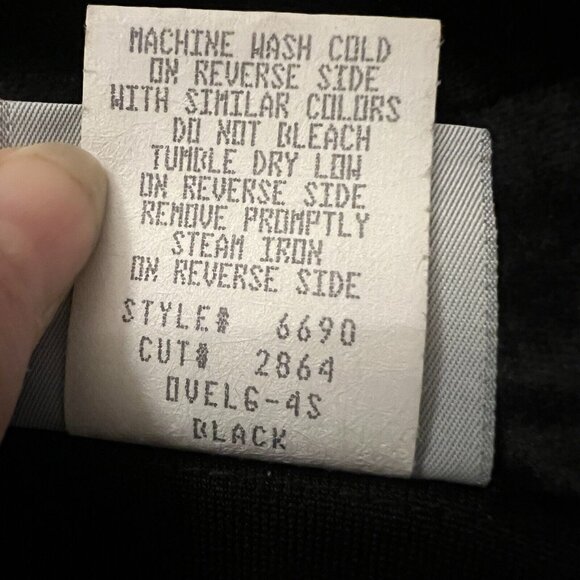 MACHINE WASH COLD
ON REVERSE SIDE
WITH SIMILAR COLORS
DO NOT BLEACH
TUMBLE DRY LOW
ON REVERSE SIDE
REMOVE PROMPTLY
STEAM IRON
ON REVERSE SIDE
STYLE# 6690
CUT# 2864
OVELG-4S
BLACK